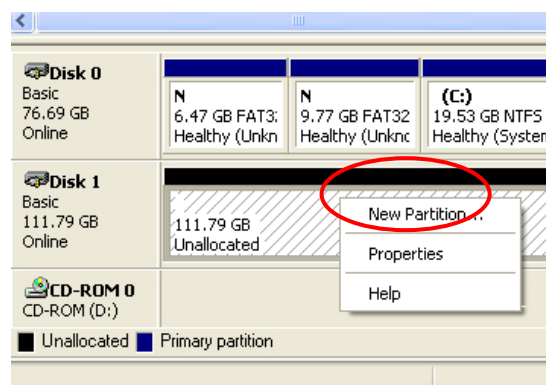 Disk 0
Basic
76.69 GB
Online
N
6.47 GB FAT3:
Healthy (Unkn
N
9.77 GB FAT32
Healthy (Unknc
(C:)
19.53 GB NTFS
Healthy (System
Disk 1
Basic
111.79 GB
Online
111.79 GB
Unallocated
New Partition...
Properties
Help
CD-ROM 0
CD-ROM (D:)
Unallocated
Primary partition